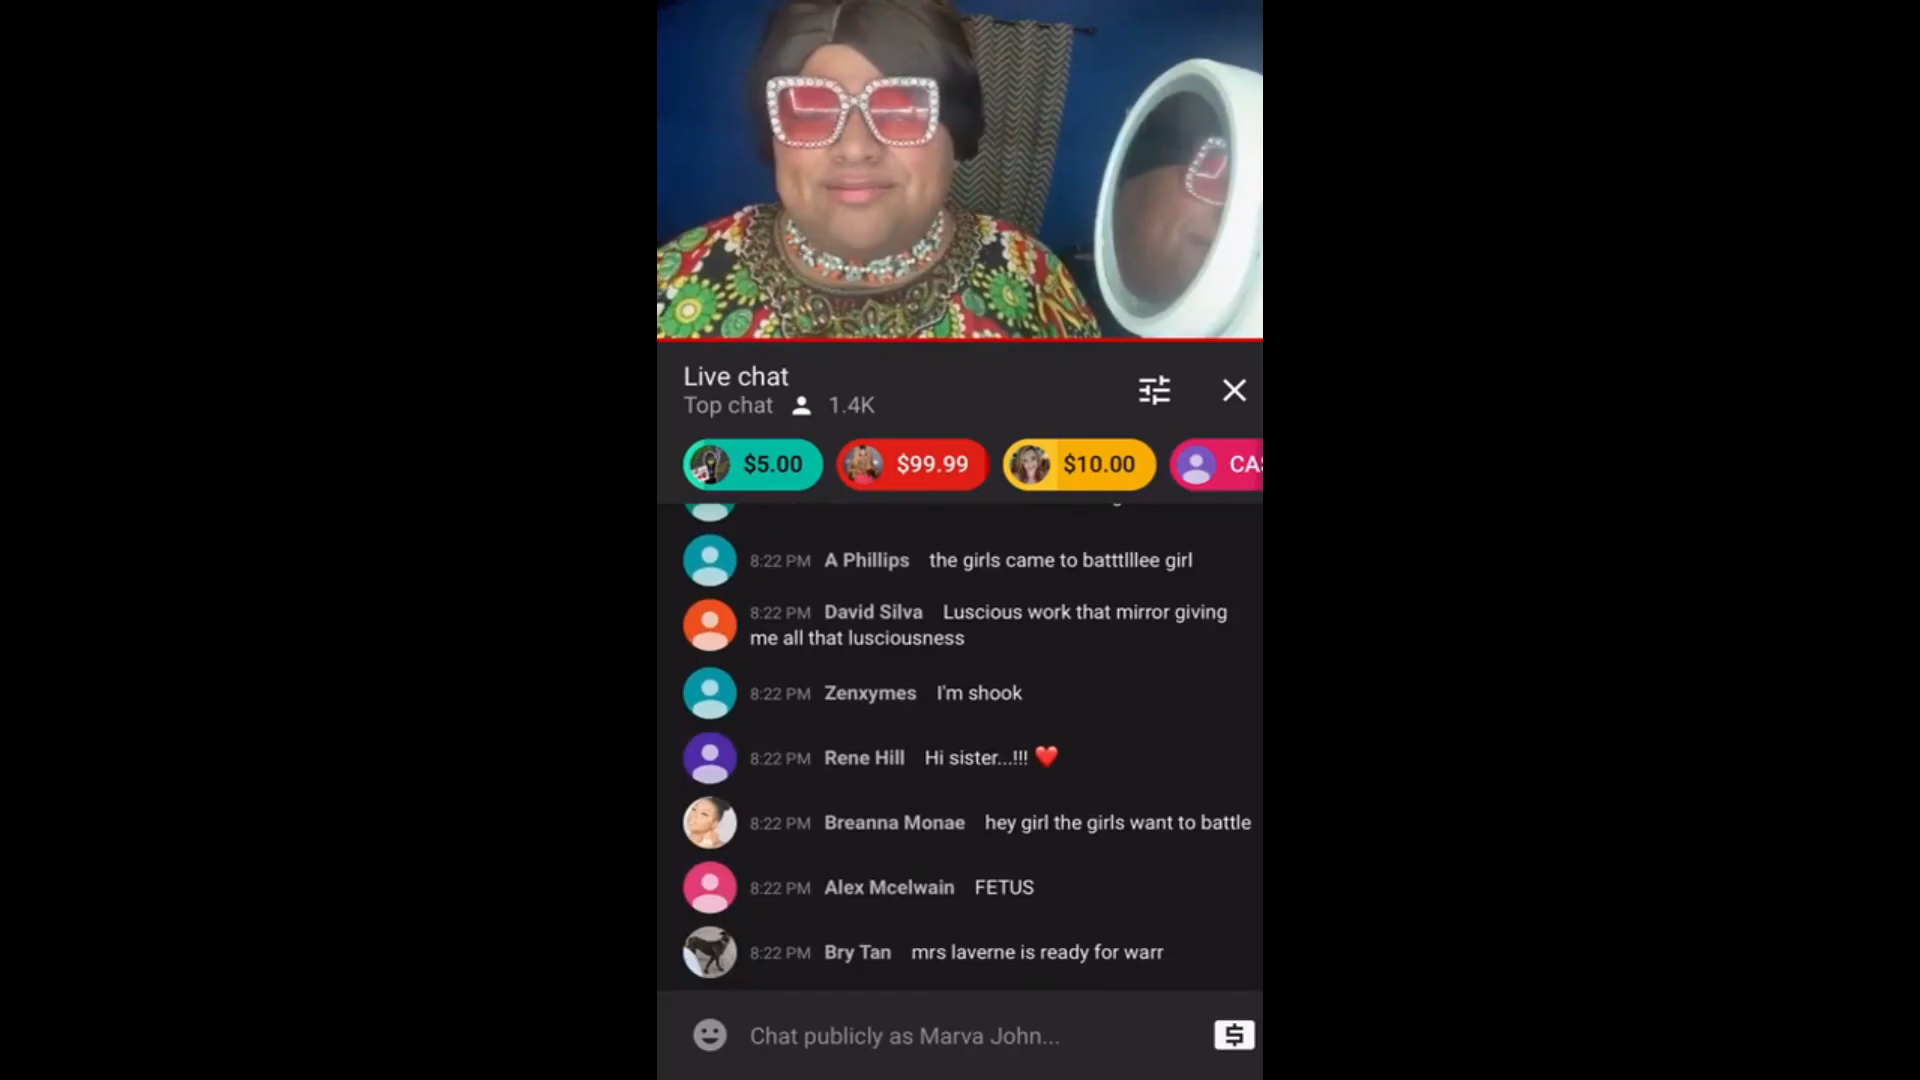 Live chat
Top chat 1.4K
$5.00 $99.99 $10.00 CA
8:22 PM A Phillips the girls came to batttlllee girl
8:22 PM David Silva Luscious work that mirror giving
me all that lusciousness
8:22 PM Zenxymes I'm shook
8:22 PM Rene Hill Hi sister...!!! ❤️
8:22 PM Breanna Monae hey girl the girls want to battle
8:22 PM Alex Mcelwain FETUS
8:22 PM Bry Tan mrs laverne is ready for warr
Chat publicly as Marva John...